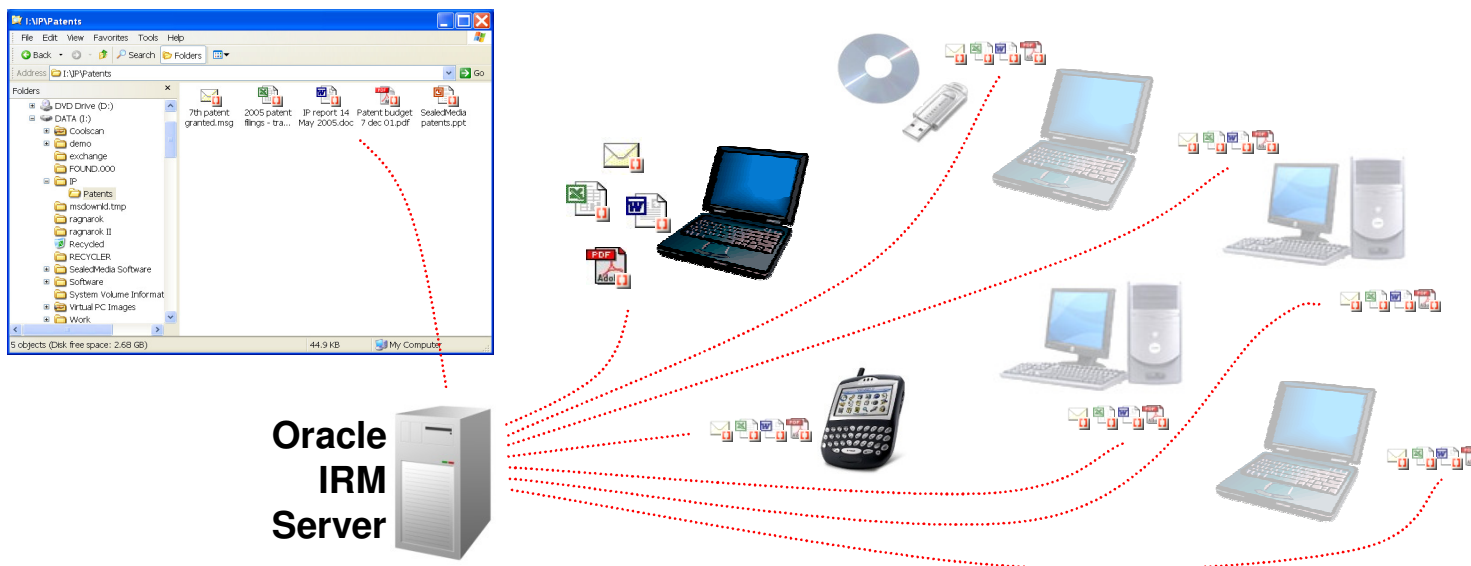 I:\IP\Patents
File Edit View Favorites Tools Help
Back Search Folders
Address I:\IP\Patents Go
Folders ×
DVD Drive (D:)
DATA (I:)
Coolscan
demo
exchange
FOUND.000
IP
Patents
msdownld.tmp
ragnarok
ragnarok II
Recycled
RECYCLER
SealedMedia Software
Software
System Volume Informat
Virtual PC Images
Work
7th patent
granted.msg
2005 patent
filings - tra...
IP report 14
May 2005.doc
Patent budget
7 dec 01.pdf
SealedMedia
patents.ppt
5 objects (Disk free space: 2.68 GB) 44.9 KB My Computer
PDF
Adol
Oracle
IRM
Server